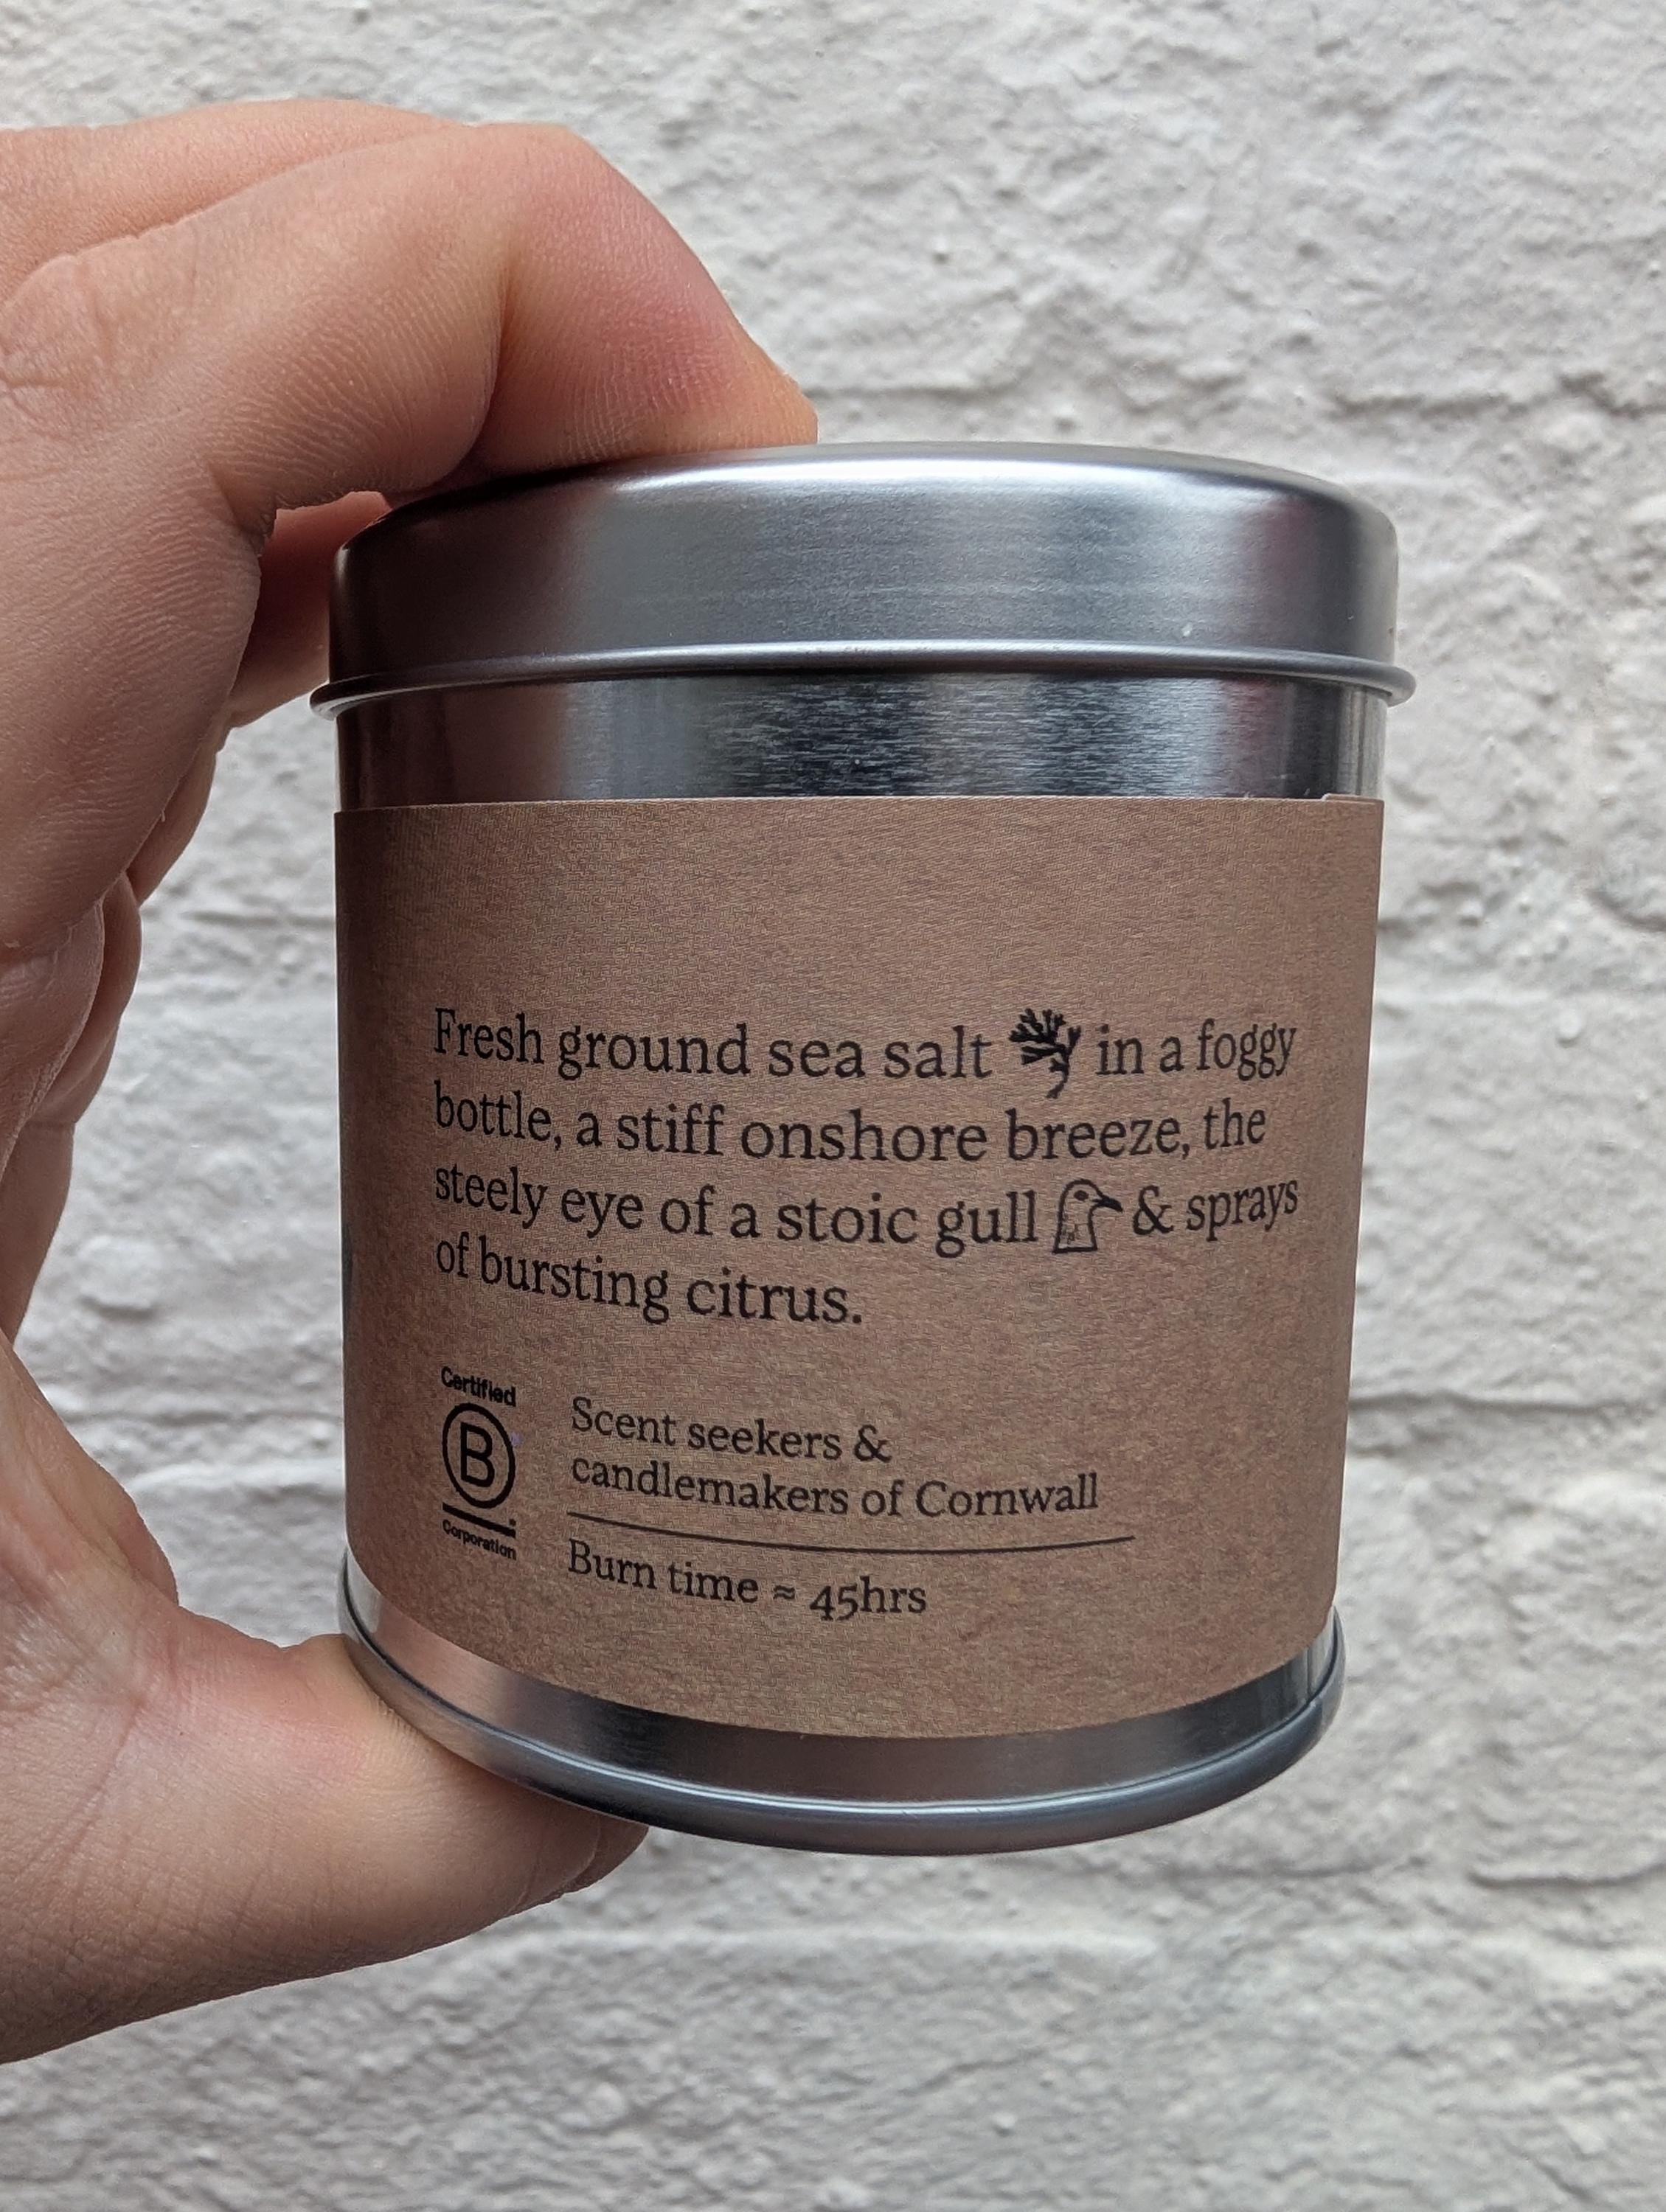 Fresh ground sea salt in a foggy
bottle, a stiff onshore breeze, the
steely eye of a stoic gull & sprays
of bursting citrus.
Certified
B
Corporation
Scent seekers &
candlemakers of Cornwall
Burn time ≈ 45hrs